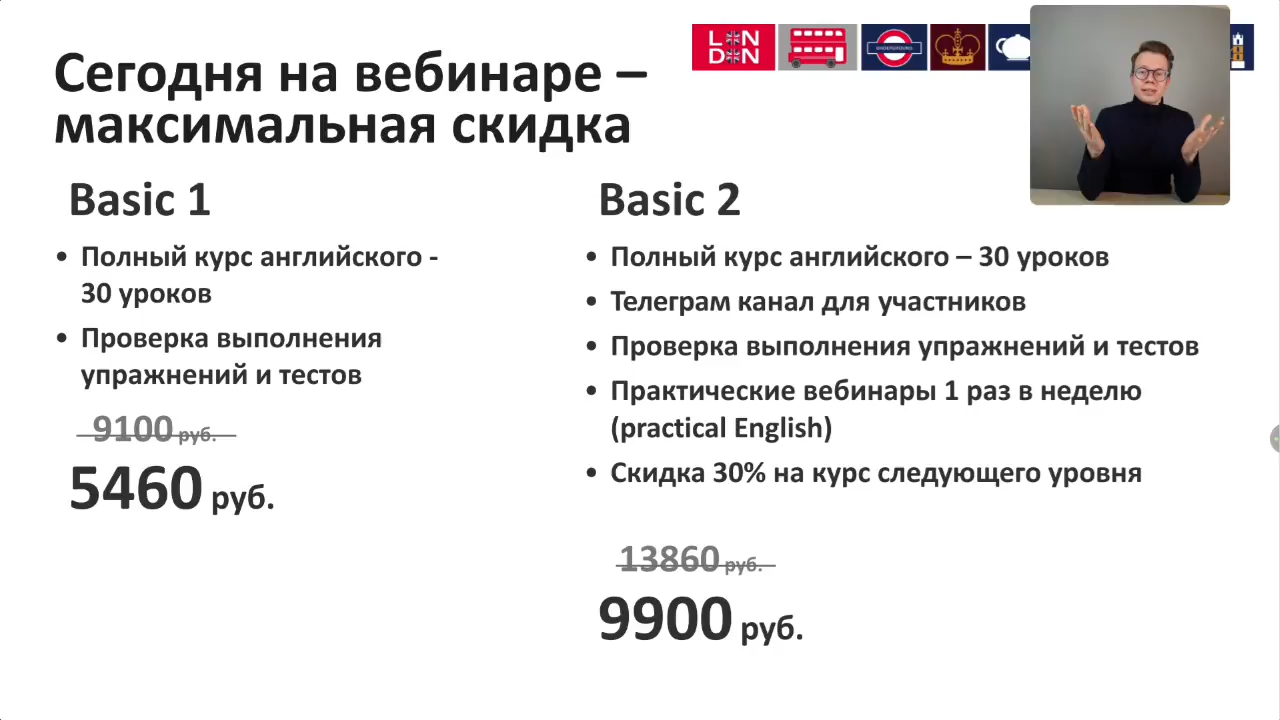 Сегодня на вебинаре –
максимальная скидка
LONDON
UNDERGROUND
Basic 1
• Полный курс английского -
30 уроков
• Проверка выполнения
упражнений и тестов
9100 руб.
5460 руб.
Basic 2
• Полный курс английского – 30 уроков
• Телеграм канал для участников
• Проверка выполнения упражнений и тестов
• Практические вебинары 1 раз в неделю
(practical English)
• Скидка 30% на курс следующего уровня
13860 руб.
9900 руб.